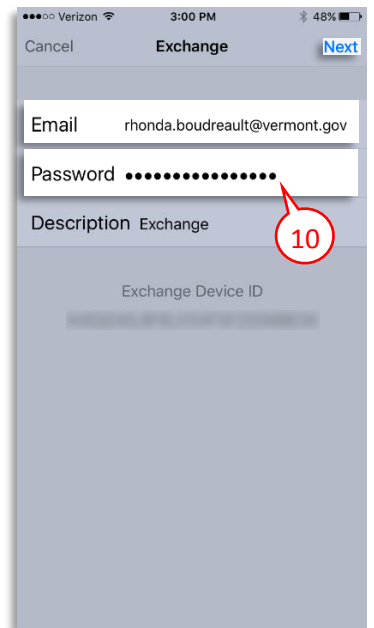 Verizon 3:00 PM 48%
Cancel Exchange Next
Email rhonda.boudreault@vermont.gov
Password ●●●●●●●●●●●●●●●●
Description Exchange
10
Exchange Device ID